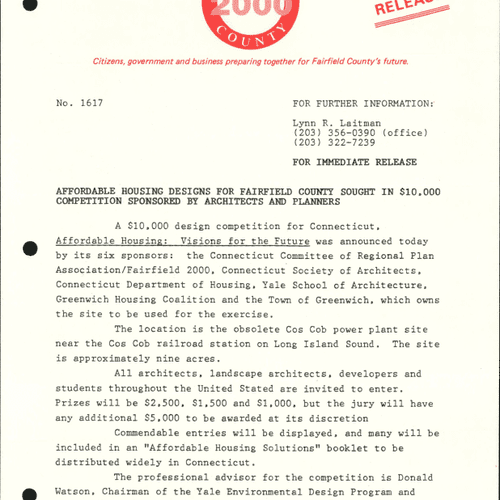 2000
COUNTY
RELEAS
Citizens, government and business preparing together for Fairfield County's future.
No. 1617
FOR FURTHER INFORMATION:
Lynn R. Laitman
(203) 356-0390 (office)
(203) 322-7239
FOR IMMEDIATE RELEASE
AFFORDABLE HOUSING DESIGNS FOR FAIRFIELD COUNTY SOUGHT IN $10,000
COMPETITION SPONSORED BY ARCHITECTS AND PLANNERS
A $10,000 design competition for Connecticut,
Affordable Housing: Visions for the Future was announced today
by its six sponsors: the Connecticut Committee of Regional Plan
Association/Fairfield 2000, Connecticut Society of Architects,
Connecticut Department of Housing, Yale School of Architecture,
Greenwich Housing Coalition and the Town of Greenwich, which owns
the site to be used for the exercise.
The location is the obsolete Cos Cob power plant site
near the Cos Cob railroad station on Long Island Sound. The site
is approximately nine acres.
All architects, landscape architects, developers and
students throughout the United Stated are invited to enter.
Prizes will be $2,500, $1,500 and $1,000, but the jury will have
any additional $5,000 to be awarded at its discretion
Commendable entries will be displayed, and many will be
included in an "Affordable Housing Solutions" booklet to be
distributed widely in Connecticut.
The professional advisor for the competition is Donald
Watson, Chairman of the Yale Environmental Design Program and